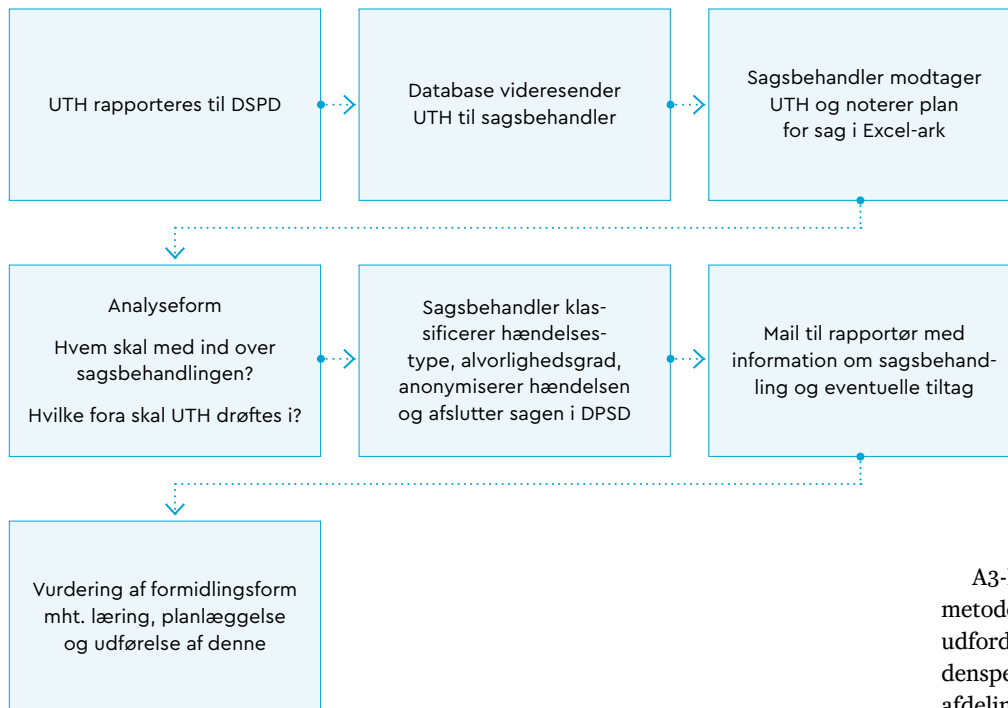 UTH rapporteres til DSPD
Database videresender
UTH til sagsbehandler
Sagsbehandler modtager
UTH og noterer plan
for sag i Excel-ark
Analyseform
Hvem skal med ind over
sagsbehandlingen?
Hvilke fora skal UTH drøftes i?
Sagsbehandler klas-
sificerer hændelses-
type, alvorlighedsgrad,
anonymiserer hændelsen
og afslutter sagen i DPSD
Mail til rapportør med
information om sagsbehand-
ling og eventuelle tiltag
Vurdering af formidlingsform
mht. læring, planlæggelse
og udførelse af denne